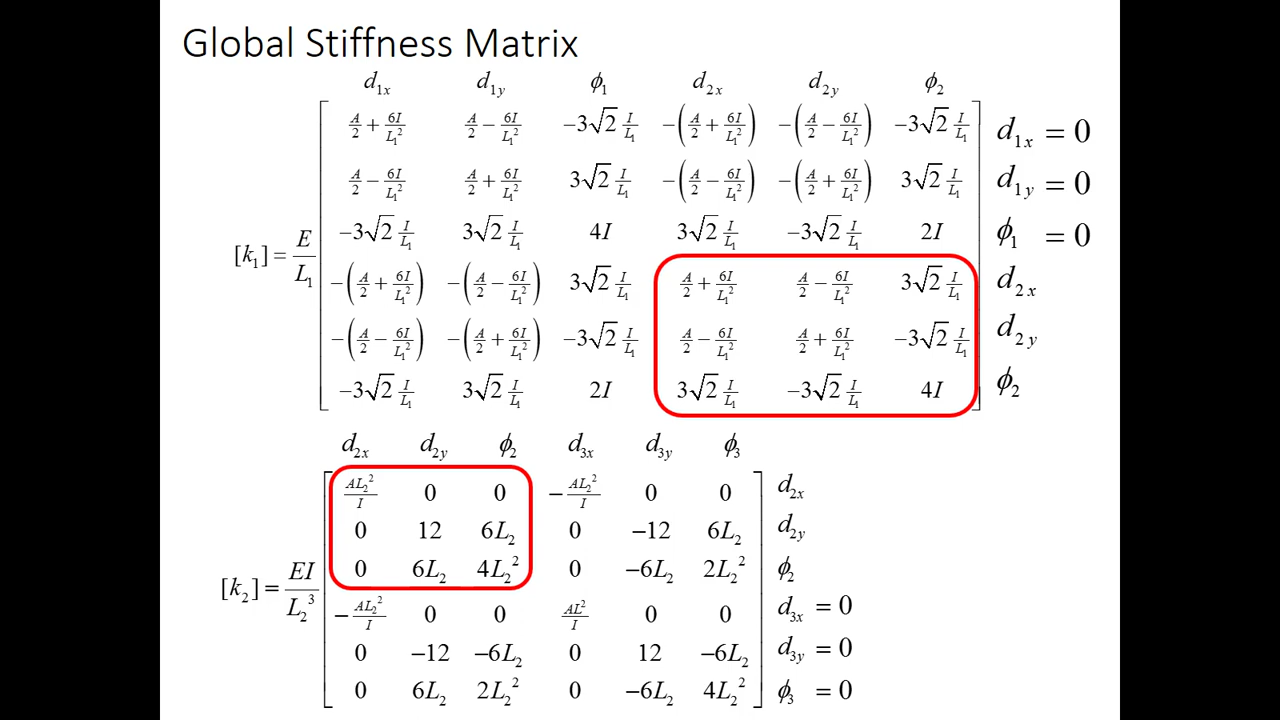 Global Stiffness Matrix
d₁ₓ d₁y ϕ₁ d₂ₓ d₂y ϕ₂
A/2 + 6I/L₁² A/2 − 6I/L₁² −3√2 I/L₁ −(A/2 + 6I/L₁²) −(A/2 − 6I/L₁²) −3√2 I/L₁ d₁ₓ = 0
A/2 − 6I/L₁² A/2 + 6I/L₁² 3√2 I/L₁ −(A/2 − 6I/L₁²) −(A/2 + 6I/L₁²) 3√2 I/L₁ d₁y = 0
[k₁] = E/L₁ −3√2 I/L₁ 3√2 I/L₁ 4I 3√2 I/L₁ −3√2 I/L₁ 2I ϕ₁ = 0
−(A/2 + 6I/L₁²) −(A/2 − 6I/L₁²) 3√2 I/L₁ A/2 + 6I/L₁² A/2 − 6I/L₁² 3√2 I/L₁ d₂ₓ
−(A/2 − 6I/L₁²) −(A/2 + 6I/L₁²) −3√2 I/L₁ A/2 − 6I/L₁² A/2 + 6I/L₁² −3√2 I/L₁ d₂y
−3√2 I/L₁ 3√2 I/L₁ 2I 3√2 I/L₁ −3√2 I/L₁ 4I ϕ₂
d₂ₓ d₂y ϕ₂ d₃ₓ d₃y ϕ₃
AL₂²/I 0 0 −AL₂²/I 0 0 d₂ₓ
0 12 6L₂ 0 −12 6L₂ d₂y
[k₂] = EI/L₂³ 0 6L₂ 4L₂² 0 −6L₂ 2L₂² ϕ₂
−AL₂²/I 0 0 AL²/I 0 0 d₃ₓ = 0
0 −12 −6L₂ 0 12 −6L₂ d₃y = 0
0 6L₂ 2L₂² 0 −6L₂ 4L₂² ϕ₃ = 0